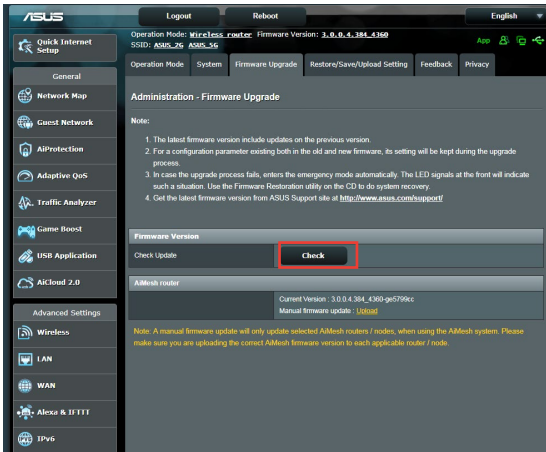 ASUS
Logout
Reboot
English
Quick Internet Setup
Operation Mode: Wireless router Firmware Version: 3.0.0.4.384_4360
SSID: ASUS_2G ASUS_5G
App
Operation Mode
System
Firmware Upgrade
Restore/Save/Upload Setting
Feedback
Privacy
General
Network Map
Guest Network
AiProtection
Adaptive QoS
Traffic Analyzer
Game Boost
USB Application
AiCloud 2.0
Advanced Settings
Wireless
LAN
WAN
Alexa & IFTTT
IPv6
Administration - Firmware Upgrade
Note:
1. The latest firmware version include updates on the previous version.
2. For a configuration parameter existing both in the old and new firmware, its setting will be kept during the upgrade
process.
3. In case the upgrade process fails, enters the emergency mode automatically. The LED signals at the front will indicate
such a situation. Use the Firmware Restoration utility on the CD to do system recovery.
4. Get the latest firmware version from ASUS Support site at http://www.asus.com/support/
Firmware Version
Check Update
Check
AiMesh router
Current Version : 3.0.0.4.384_4360-ge5799cc
Manual firmware update : Upload
Note: A manual firmware update will only update selected AiMesh routers / nodes, when using the AiMesh system. Please
make sure you are uploading the correct AiMesh firmware version to each applicable router / node.